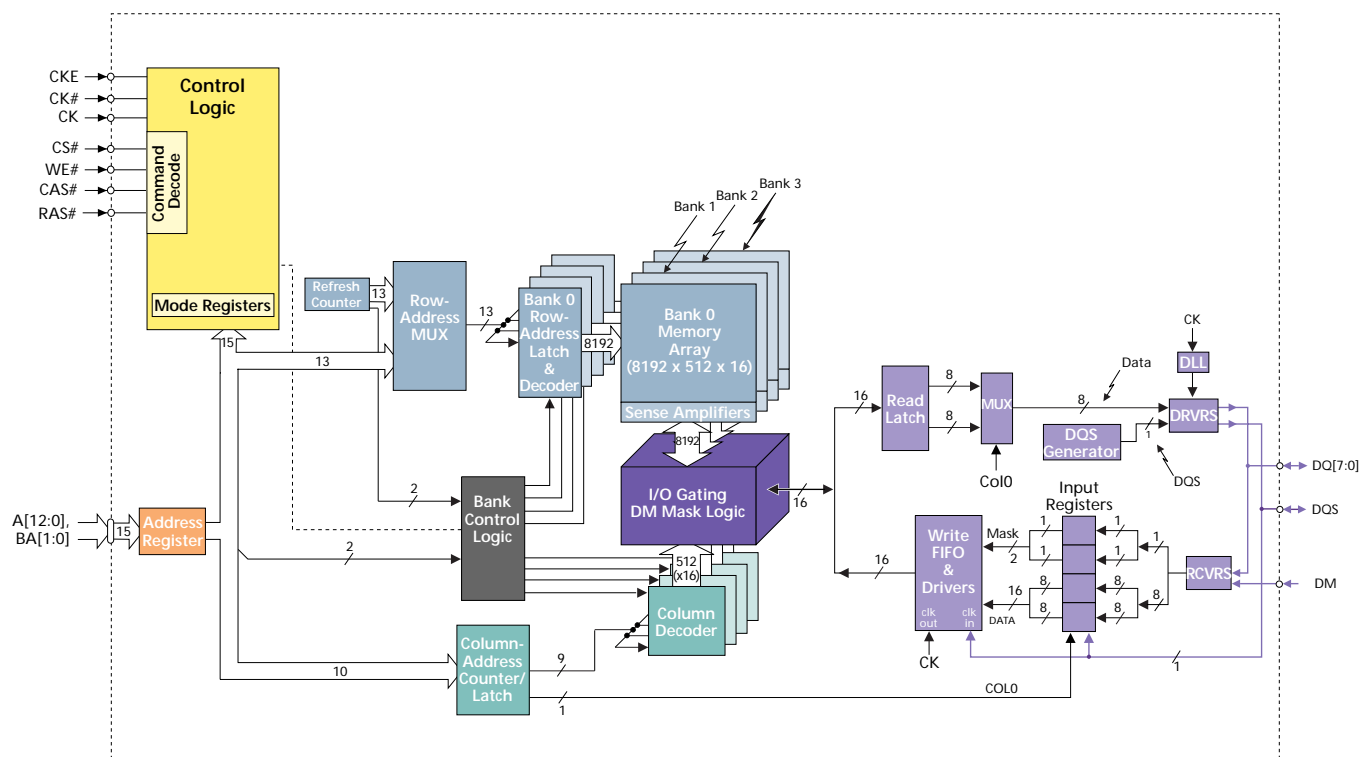 CKE
CK#
CK
CS#
WE#
CAS#
RAS#
Control
Logic
Command
Decode
Mode Registers
15
Refresh
Counter
13
13
Row-
Address
MUX
13
Bank 0
Row-
Address
Latch
&
Decoder
8192
Bank 1
Bank 2
Bank 3
Bank 0
Memory
Array
(8192 x 512 x 16)
Sense Amplifiers
8192
I/O Gating
DM Mask Logic
16
2
2
Bank
Control
Logic
A[12:0],
BA[1:0]
15
Address
Register
512
(x16)
Column
Decoder
Column-
Address
Counter/
Latch
10
9
1
COL0
16
Read
Latch
8
8
MUX
Col0
8
Data
CK
DLL
DRVRS
DQS
Generator
1
DQS
DQ[7:0]
DQS
DM
Input
Registers
16
Write
FIFO
&
Drivers
clk
out
clk
in
CK
Mask
2
16
DATA
1
1
8
8
1
1
8
8
1
8
RCVRS
1